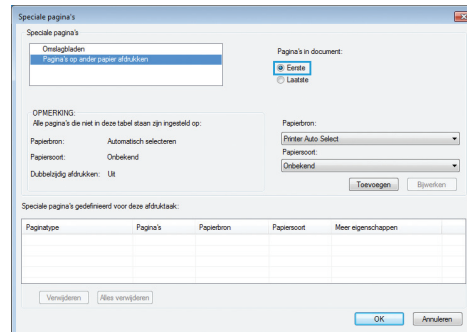 Speciale pagina's
Speciale pagina's
Omslagbladen
Pagina's op ander papier afdrukken
Pagina's in document:
Eerste
Laatste
OPMERKING:
Alle pagina's die niet in deze tabel staan zijn ingesteld op:
Papierbron: Automatisch selecteren
Papiersoort: Onbekend
Dubbelzijdig afdrukken: Uit
Papierbron:
Printer Auto Select
Papiersoort:
Onbekend
Toevoegen Bijwerken
Speciale pagina's gedefinieerd voor deze afdruktaak:
Paginatype Pagina's Papierbron Papiersoort Meer eigenschappen
Verwijderen Alles verwijderen
OK Annuleren